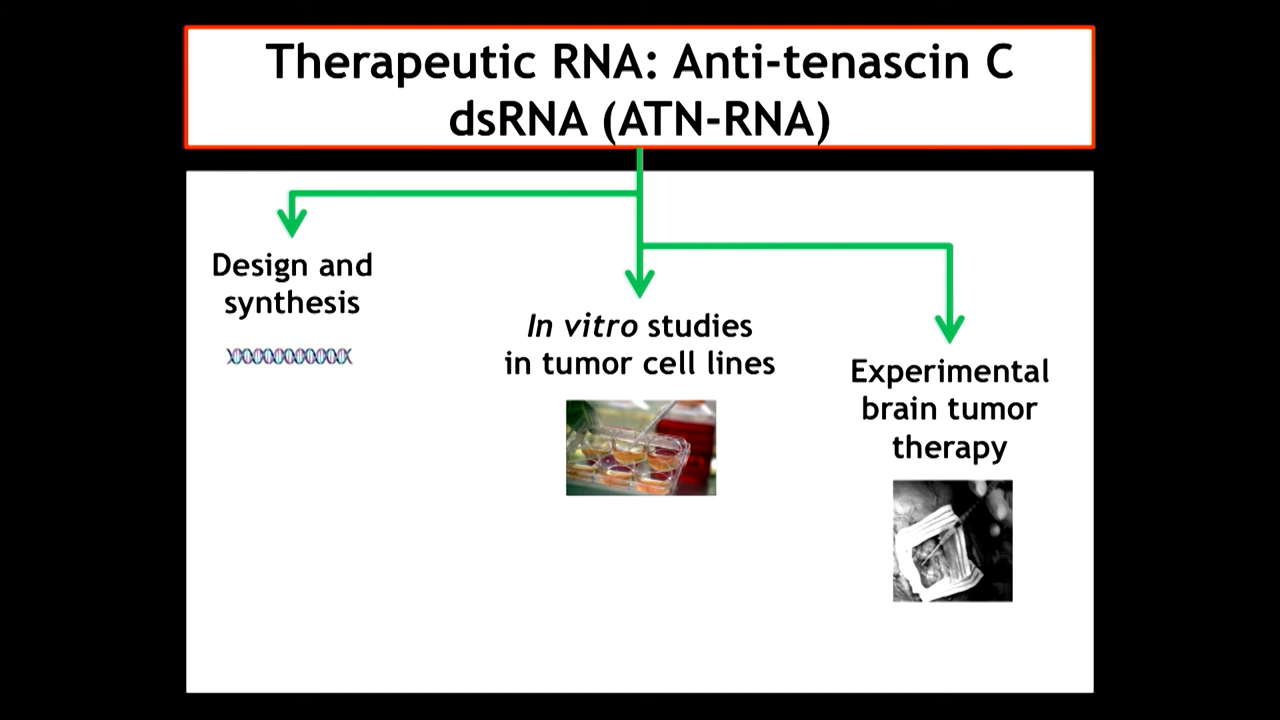 Therapeutic RNA: Anti-tenascin C
dsRNA (ATN-RNA)
Design and
synthesis
In vitro studies
in tumor cell lines
Experimental
brain tumor
therapy